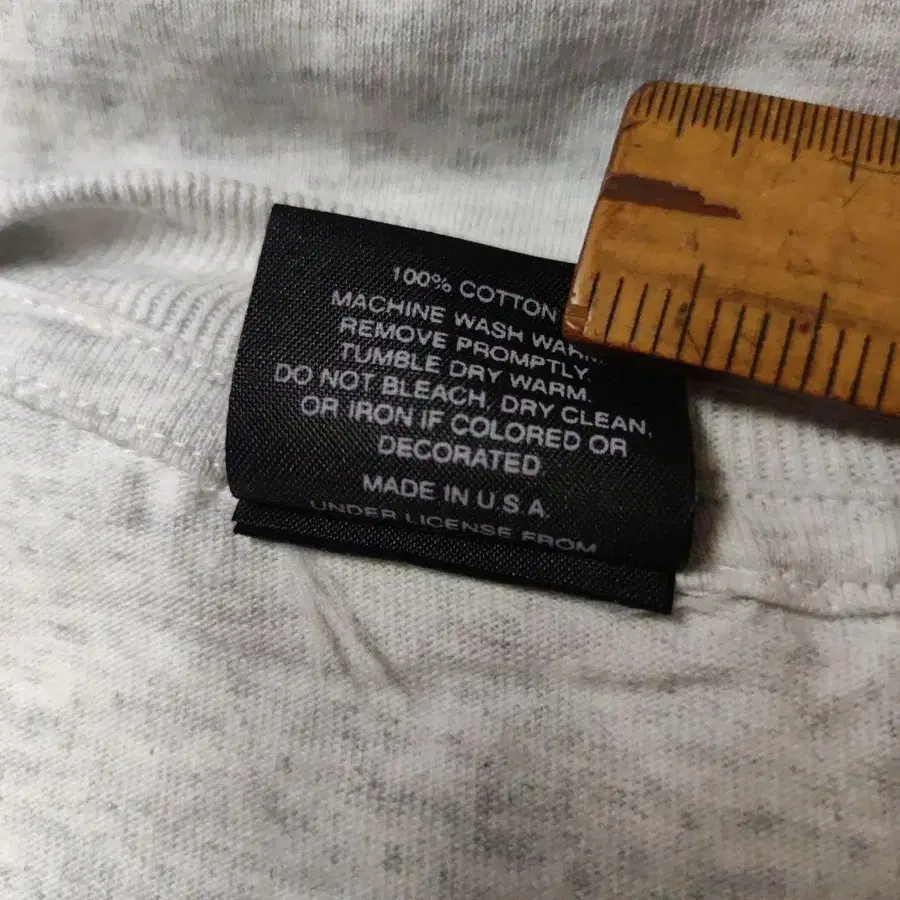 100% COTTON
MACHINE WASH WARM.
REMOVE PROMPTLY.
TUMBLE DRY WARM.
DO NOT BLEACH, DRY CLEAN,
OR IRON IF COLORED OR
DECORATED
MADE IN U.S.A.
UNDER LICENSE FROM